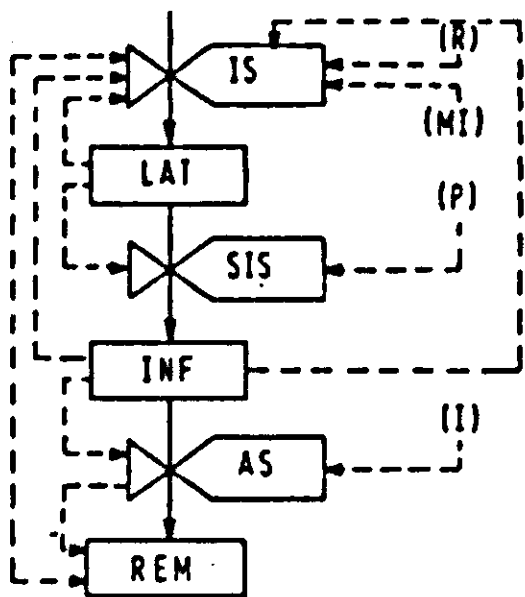 IS
(R)
(MI)
LAT
(P)
SIS
INF
(I)
AS
REM